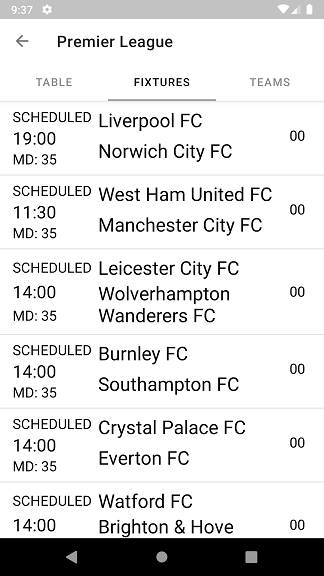 9:37
Premier League
TABLE FIXTURES TEAMS
SCHEDULED
19:00
MD: 35
Liverpool FC
Norwich City FC
00
SCHEDULED
11:30
MD: 35
West Ham United FC
Manchester City FC
00
SCHEDULED
14:00
MD: 35
Leicester City FC
Wolverhampton
Wanderers FC
00
SCHEDULED
14:00
MD: 35
Burnley FC
Southampton FC
00
SCHEDULED
14:00
MD: 35
Crystal Palace FC
Everton FC
00
SCHEDULED
14:00
Watford FC
Brighton & Hove
00